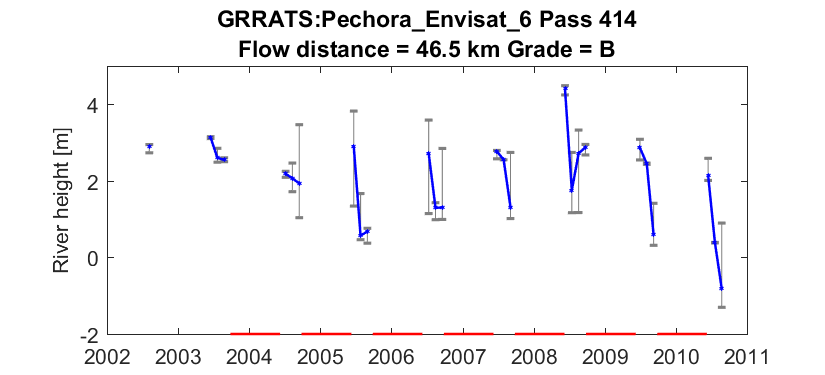 GRRATS:Pechora_Envisat_6 Pass 414
Flow distance = 46.5 km Grade = B
River height [m]
4
2
0
-2
2002 2003 2004 2005 2006 2007 2008 2009 2010 2011